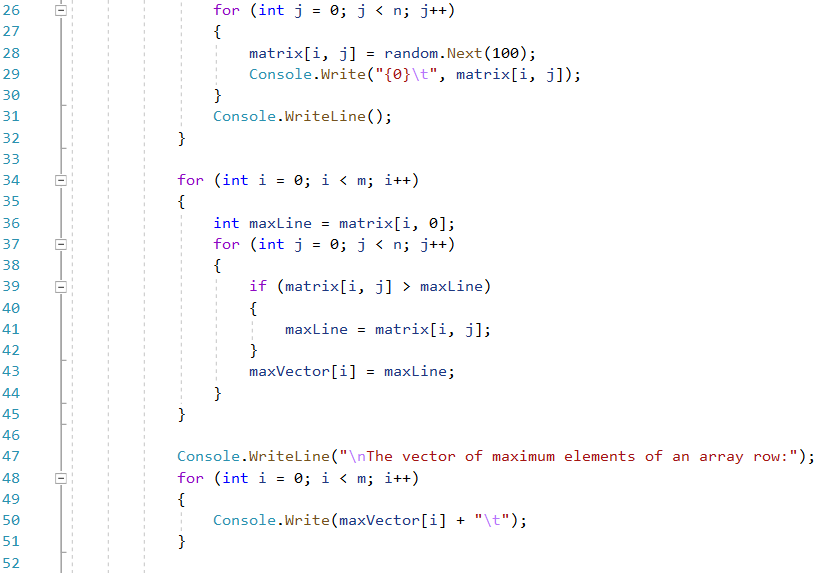 26 for (int j = 0; j < n; j++)
27 {
28 matrix[i, j] = random.Next(100);
29 Console.Write("{0}\t", matrix[i, j]);
30 }
31 Console.WriteLine();
32 }
33
34 for (int i = 0; i < m; i++)
35 {
36 int maxLine = matrix[i, 0];
37 for (int j = 0; j < n; j++)
38 {
39 if (matrix[i, j] > maxLine)
40 {
41 maxLine = matrix[i, j];
42 }
43 maxVector[i] = maxLine;
44 }
45 }
46
47 Console.WriteLine("\nThe vector of maximum elements of an array row:");
48 for (int i = 0; i < m; i++)
49 {
50 Console.Write(maxVector[i] + "\t");
51 }
52